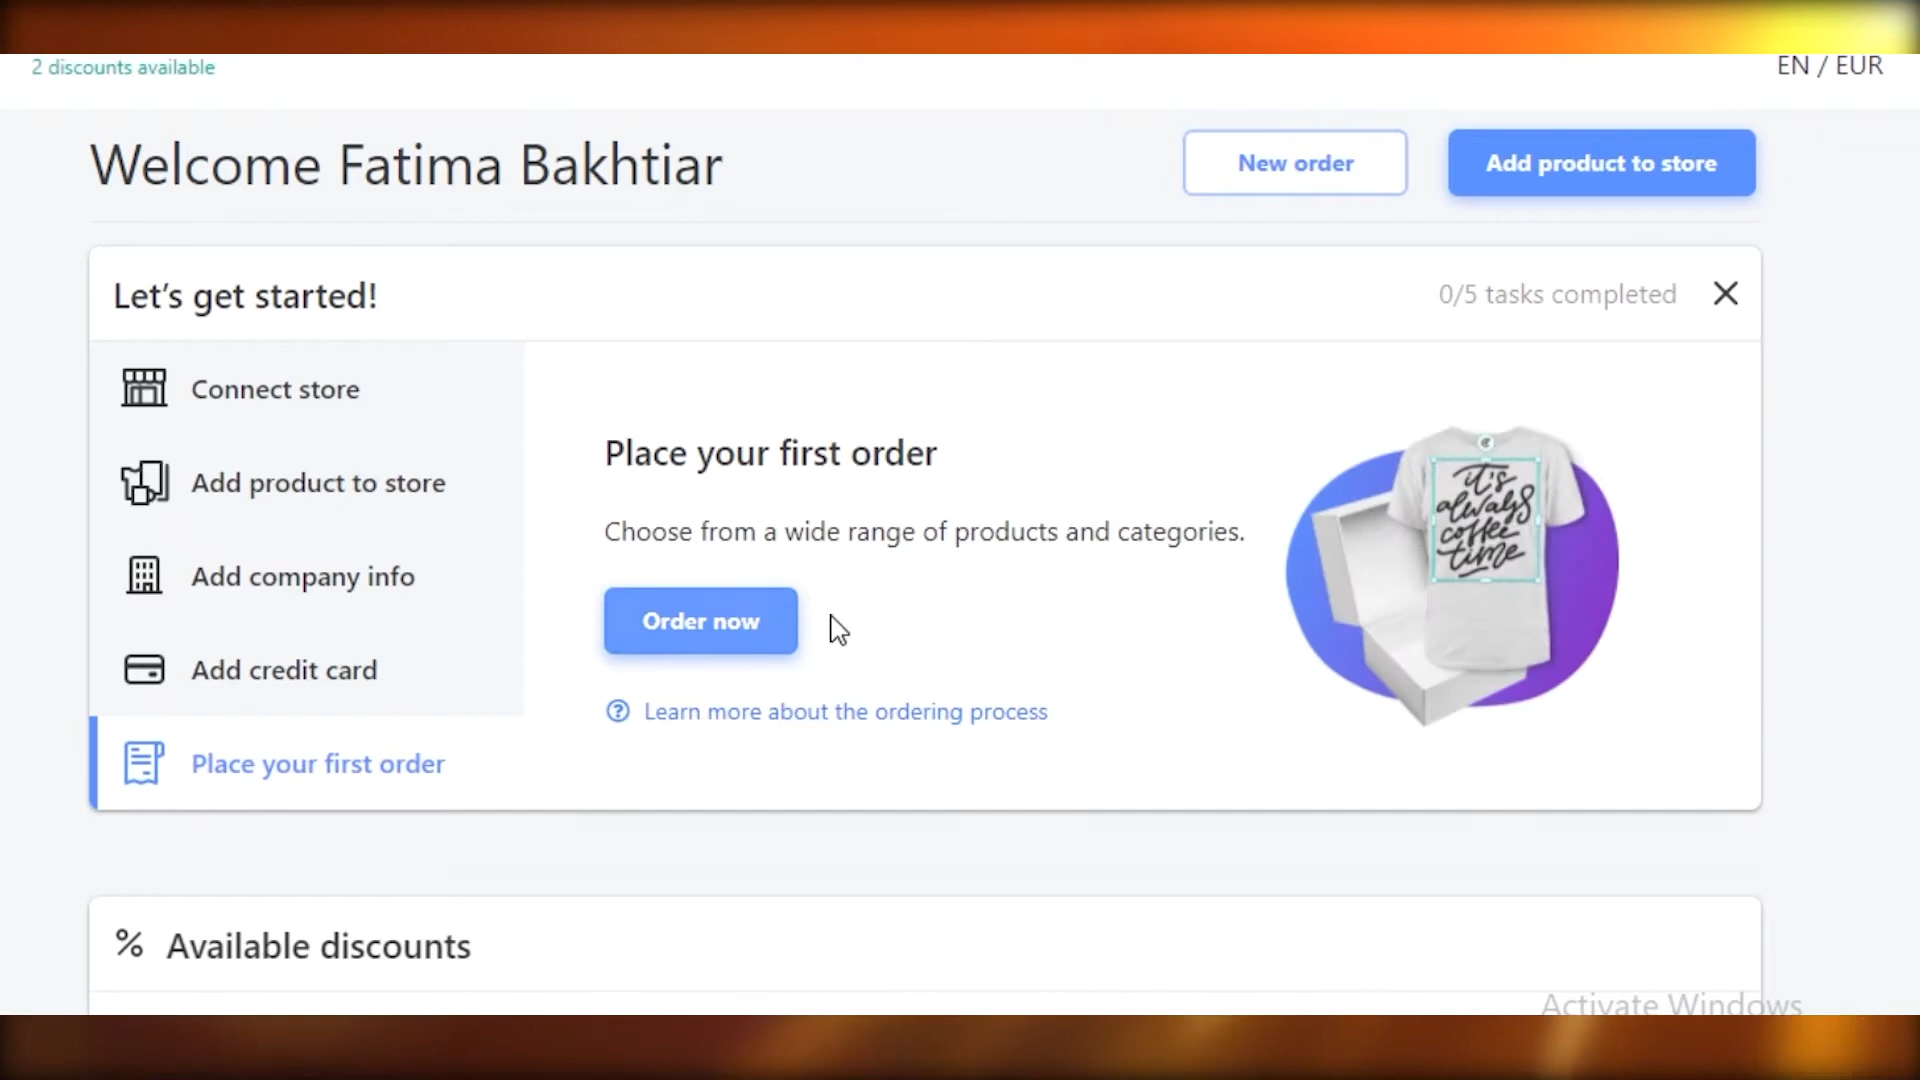 2 discounts available
EN / EUR
Welcome Fatima Bakhtiar
New order
Add product to store
Let's get started!
0/5 tasks completed
Connect store
Add product to store
Add company info
Add credit card
Place your first order
Place your first order
Choose from a wide range of products and categories.
Order now
Learn more about the ordering process
it's
always
coffee
time
% Available discounts
Activate Windows